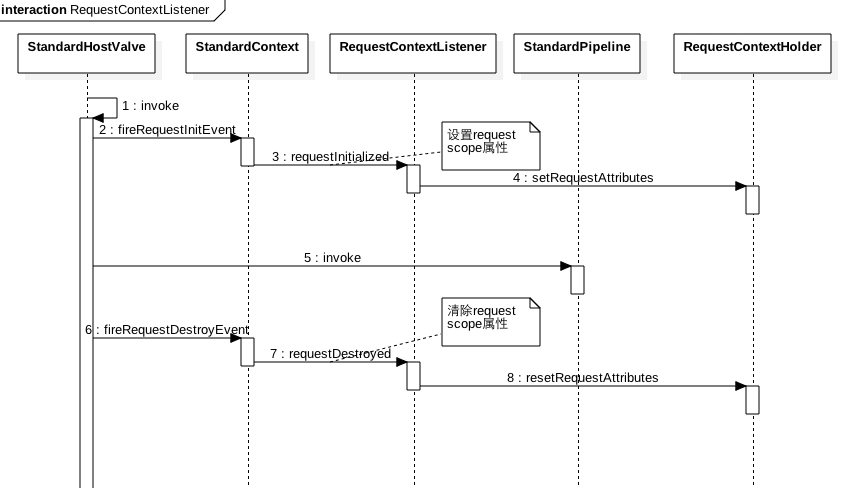 interaction RequestContextListener
StandardHostValve
StandardContext
RequestContextListener
StandardPipeline
RequestContextHolder
1 : invoke
2 : fireRequestInitEvent
设置request
scope属性
3 : requestInitialized
4 : setRequestAttributes
5 : invoke
清除request
scope属性
6 : fireRequestDestroyEvent
7 : requestDestroyed
8 : resetRequestAttributes